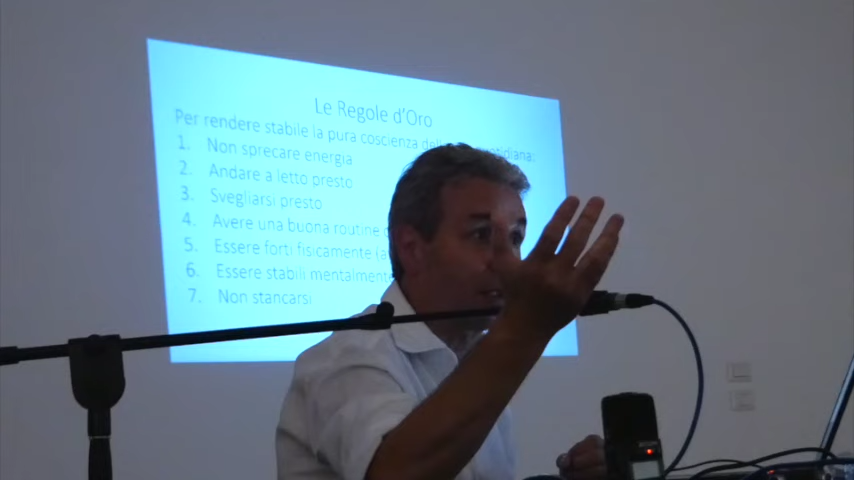 Le Regole d'Oro
Per rendere stabile la pura coscienza quotidiana:
1. Non sprecare energia
2. Andare a letto presto
3. Svegliarsi presto
4. Avere una buona routine
5. Essere forti fisicamente
6. Essere stabili mentalmente
7. Non stancarsi